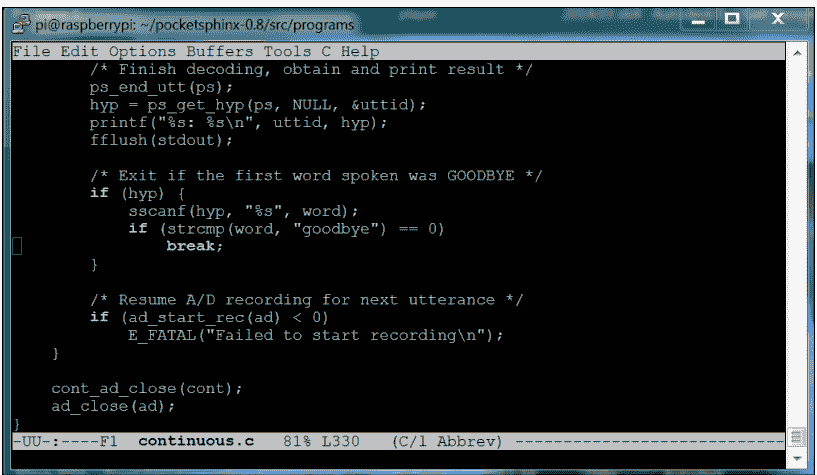 pi@raspberrypi: ~/pocketsphinx-0.8/src/programs
File Edit Options Buffers Tools C Help
/* Finish decoding, obtain and print result */
ps_end_utt(ps);
hyp = ps_get_hyp(ps, NULL, &uttid);
printf("%s: %s\n", uttid, hyp);
fflush(stdout);
/* Exit if the first word spoken was GOODBYE */
if (hyp) {
sscanf(hyp, "%s", word);
if (strcmp(word, "goodbye") == 0)
break;
}
/* Resume A/D recording for next utterance */
if (ad_start_rec(ad) < 0)
E_FATAL("Failed to start recording\n");
}
cont_ad_close(cont);
ad_close(ad);
}
-UU-:----F1  continuous.c   81% L330   (C/l Abbrev) -----------------------------